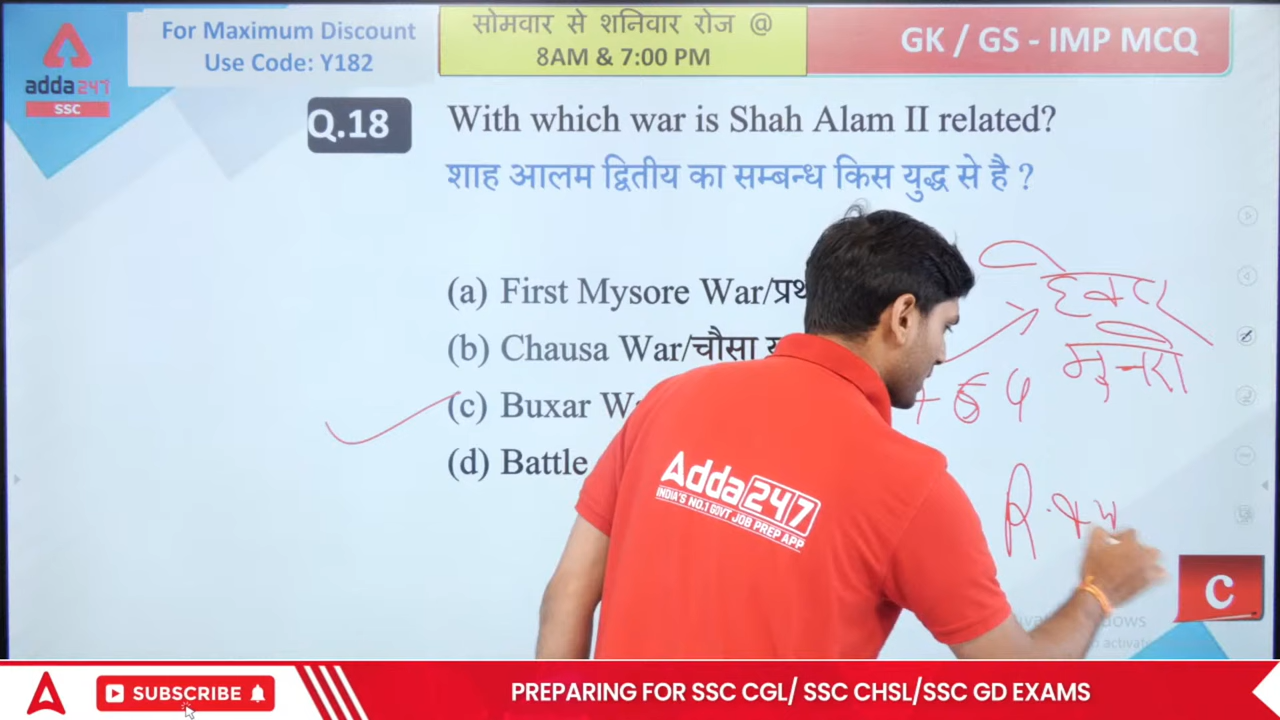 For Maximum Discount
Use Code: Y182
सोमवार से शनिवार रोज @
8AM & 7:00 PM
GK / GS - IMP MCQ
adda247
SSC
Q.18
With which war is Shah Alam II related?
शाह आलम द्वितीय का सम्बन्ध किस युद्ध से है ?
(a) First Mysore War/प्रथ
(b) Chausa War/चौसा
(c) Buxar Wa
(d) Battle
64
Adda247
INDIA'S NO.1 GOVT JOB PREP APP
C
SUBSCRIBE
PREPARING FOR SSC CGL/ SSC CHSL/SSC GD EXAMS